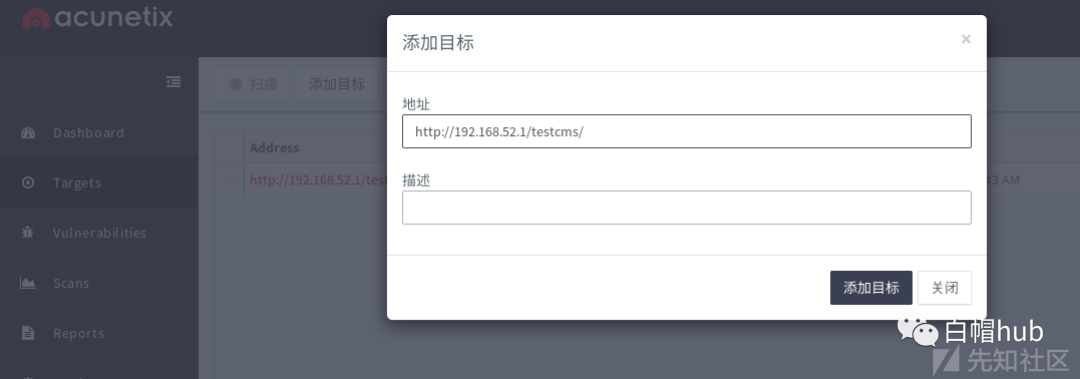 acunetix
添加目标
×
扫描
添加目标
地址
http://192.168.52.1/testcms/
Dashboard
Address
Targets
http://192.168.52.1/test
43 AM
描述
Vulnerabilities
Scans
添加目标
关闭
Reports
白帽hub
先知社区